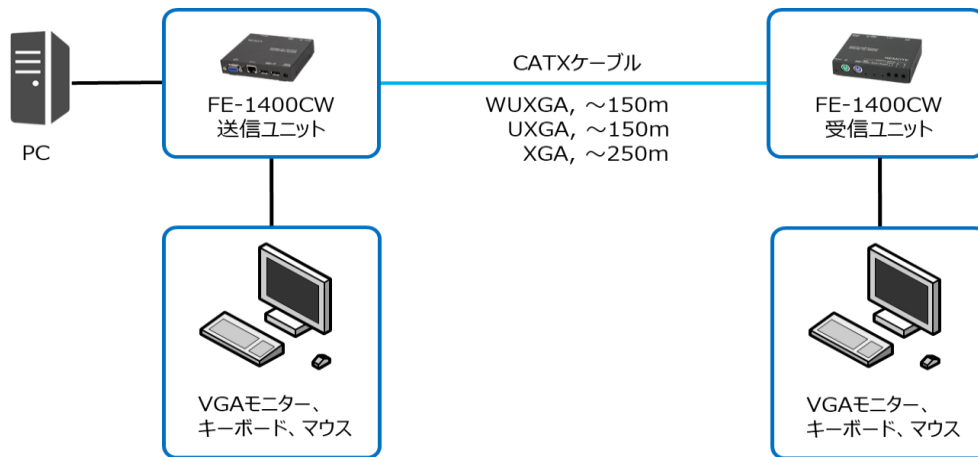 CATXケーブル
WUXGA, ～150m
UXGA, ～150m
XGA, ～250m
PC
FE-1400CW
送信ユニット
FE-1400CW
受信ユニット
VGAモニター、
キーボード、マウス
VGAモニター、
キーボード、マウス